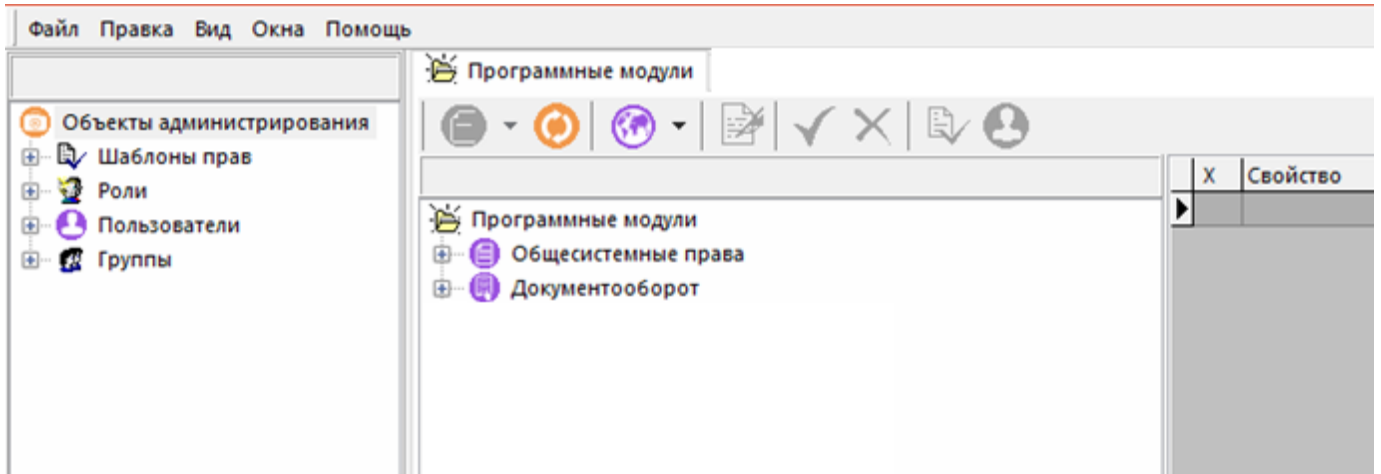 Файл Правка Вид Окна Помощь
Программные модули
Объекты администрирования
Шаблоны прав
Роли
Пользователи
Группы
X Свойство
Программные модули
Общесистемные права
Документооборот